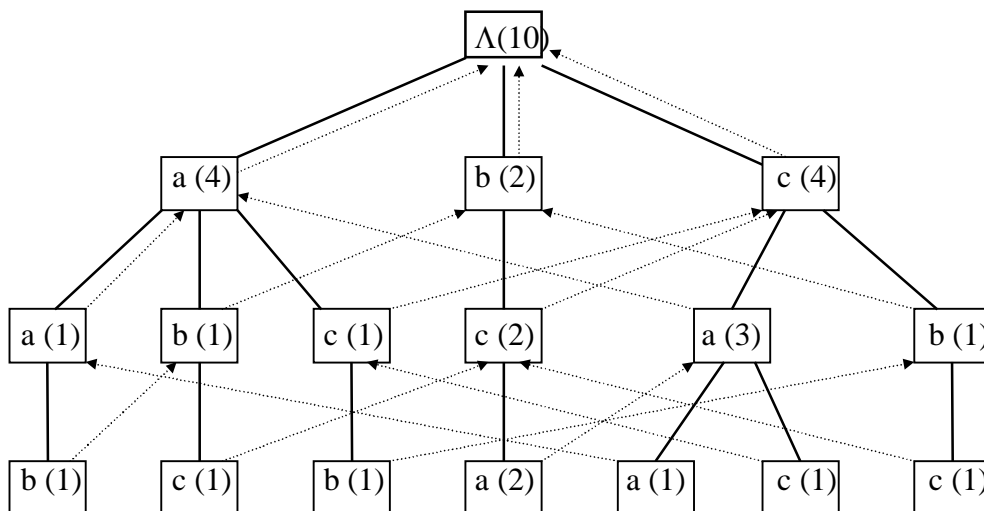 Λ(10)
a (4) b (2) c (4)
a (1) b (1) c (1) c (2) a (3) b (1)
b (1) c (1) b (1) a (2) a (1) c (1) c (1)